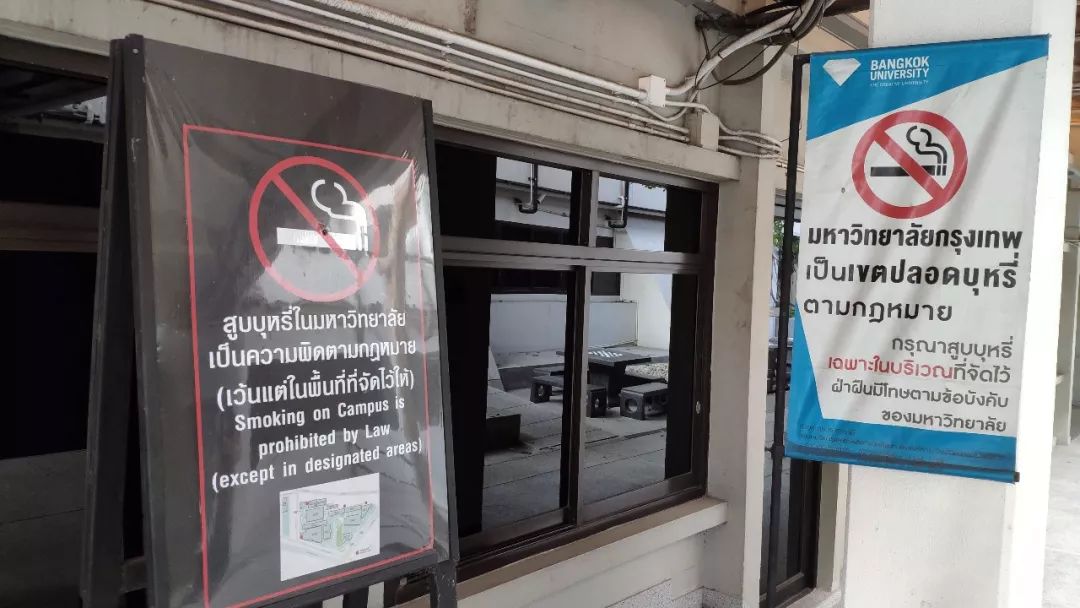 สูบบุหรี่ในมหาวิทยาลัย
เป็นความผิดตามกฎหมาย
(เว้นแต่ในพื้นที่ที่จัดไว้ให้)
Smoking on Campus is
prohibited by Law
(except in designated areas)
BANGKOK
UNIVERSITY
มหาวิทยาลัยกรุงเทพ
เป็นเขตปลอดบุหรี่
ตามกฎหมาย
กรุณาสูบบุหรี่
เฉพาะในบริเวณที่จัดไว้
ฝ่าฝืนมีโทษตามข้อบังคับ
ของมหาวิทยาลัย